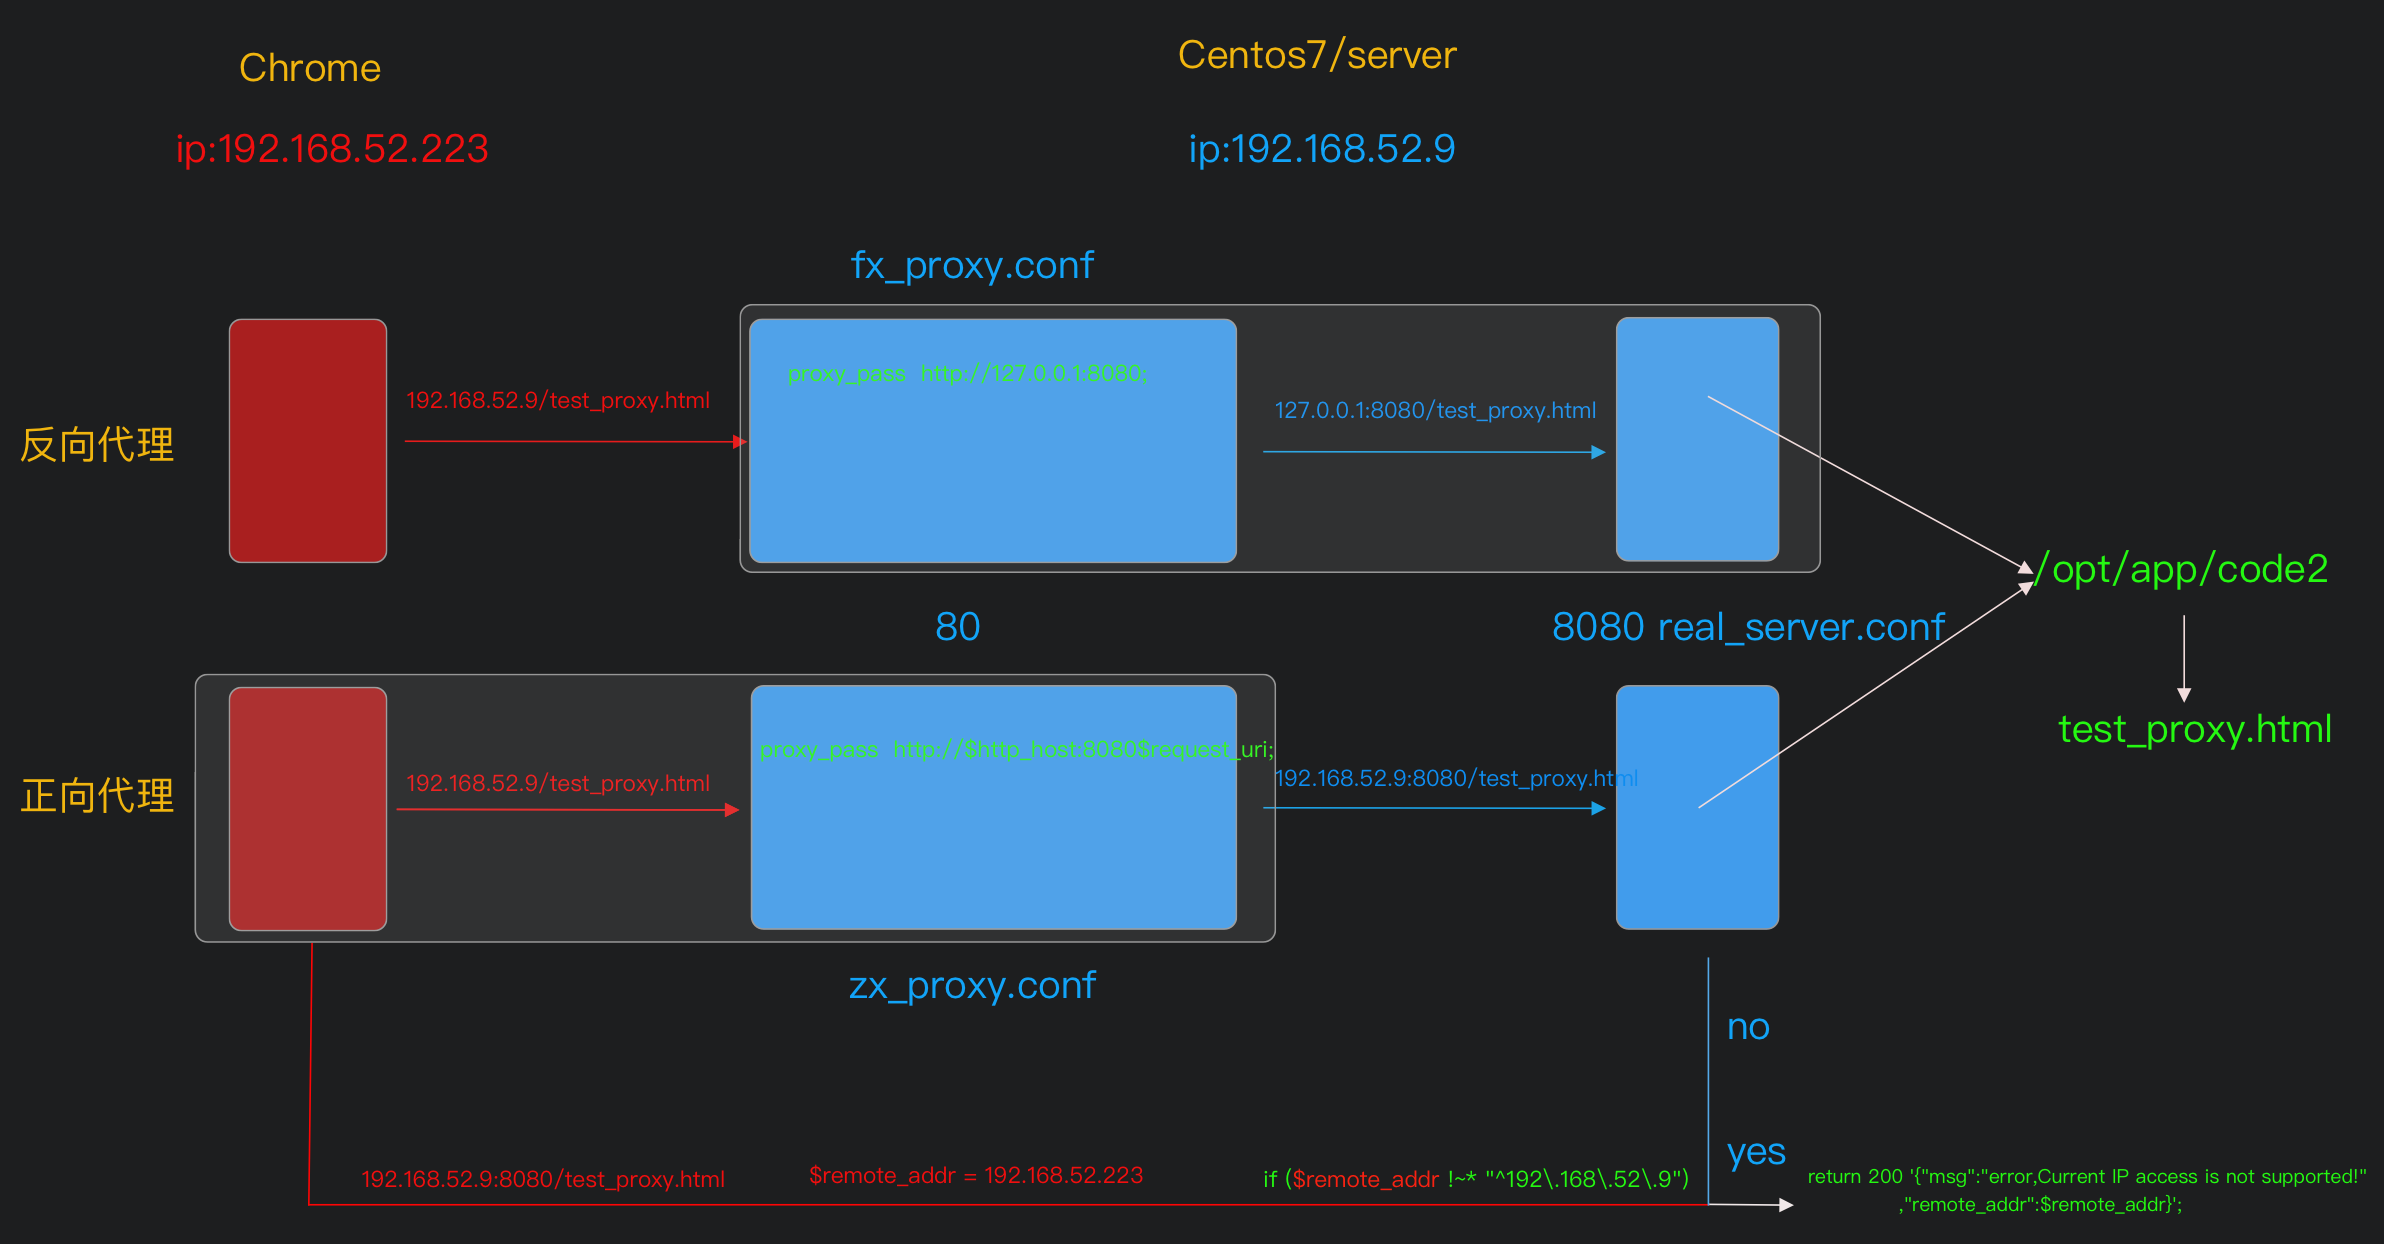 Chrome
Centos7/server
ip:192.168.52.223
ip:192.168.52.9
fx_proxy.conf
反向代理
192.168.52.9/test_proxy.html
proxy_pass  http://127.0.0.1:8080;
127.0.0.1:8080/test_proxy.html
/opt/app/code2
80
8080 real_server.conf
test_proxy.html
正向代理
192.168.52.9/test_proxy.html
proxy_pass  http://$http_host:8080$request_uri;
192.168.52.9:8080/test_proxy.html
zx_proxy.conf
no
yes
192.168.52.9:8080/test_proxy.html
$remote_addr = 192.168.52.223
if ($remote_addr !~* "^192\.168\.52\.9")
return 200 '{"msg":"error,Current IP access is not supported!"
,"remote_addr":$remote_addr}';